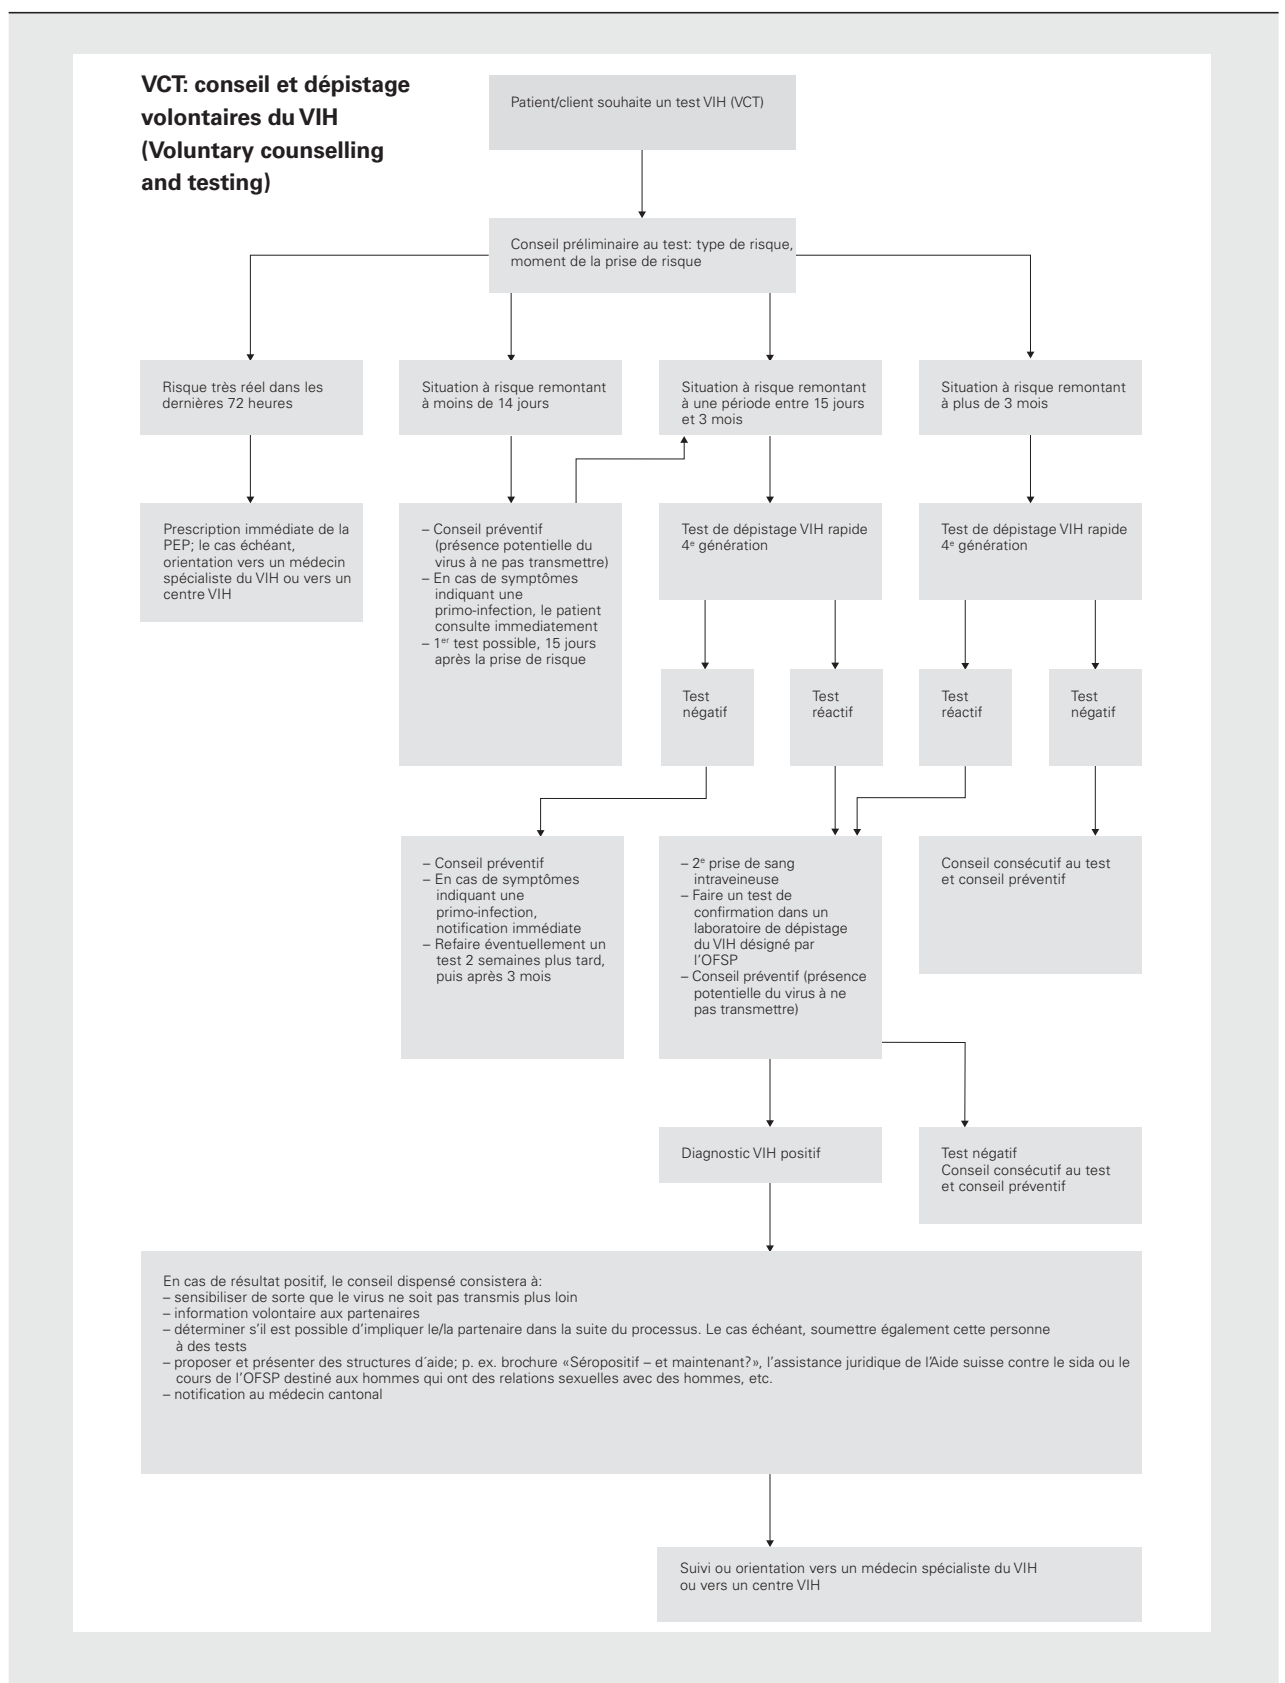 VCT: conseil et dépistage
volontaires du VIH
(Voluntary counselling
and testing)
Patient/client souhaite un test VIH (VCT)
Conseil préliminaire au test: type de risque,
moment de la prise de risque
Risque très réel dans les
dernières 72 heures
Situation à risque remontant
à moins de 14 jours
Situation à risque remontant
à une période entre 15 jours
et 3 mois
Situation à risque remontant
à plus de 3 mois
Prescription immédiate de la
PEP; le cas échéant,
orientation vers un médecin
spécialiste du VIH ou vers un
centre VIH
– Conseil préventif
(présence potentielle du
virus à ne pas transmettre)
– En cas de symptômes
indiquant une
primo-infection, le patient
consulte immediatement
– 1er test possible, 15 jours
après la prise de risque
Test de dépistage VIH rapide
4e génération
Test de dépistage VIH rapide
4e génération
Test
négatif
Test
réactif
Test
réactif
Test
négatif
– Conseil préventif
– En cas de symptômes
indiquant une
primo-infection,
notification immédiate
– Refaire éventuellement un
test 2 semaines plus tard,
puis après 3 mois
– 2e prise de sang
intraveineuse
– Faire un test de
confirmation dans un
laboratoire de dépistage
du VIH désigné par
l'OFSP
– Conseil préventif (présence
potentielle du virus à ne
pas transmettre)
Conseil consécutif au test
et conseil préventif
Diagnostic VIH positif
Test négatif
Conseil consécutif au test
et conseil préventif
En cas de résultat positif, le conseil dispensé consistera à:
– sensibiliser de sorte que le virus ne soit pas transmis plus loin
– information volontaire aux partenaires
– déterminer s'il est possible d'impliquer le/la partenaire dans la suite du processus. Le cas échéant, soumettre également cette personne
à des tests
– proposer et présenter des structures d´aide; p. ex. brochure «Séropositif – et maintenant?», l'assistance juridique de l'Aide suisse contre le sida ou le
cours de l'OFSP destiné aux hommes qui ont des relations sexuelles avec des hommes, etc.
– notification au médecin cantonal
Suivi ou orientation vers un médecin spécialiste du VIH
ou vers un centre VIH